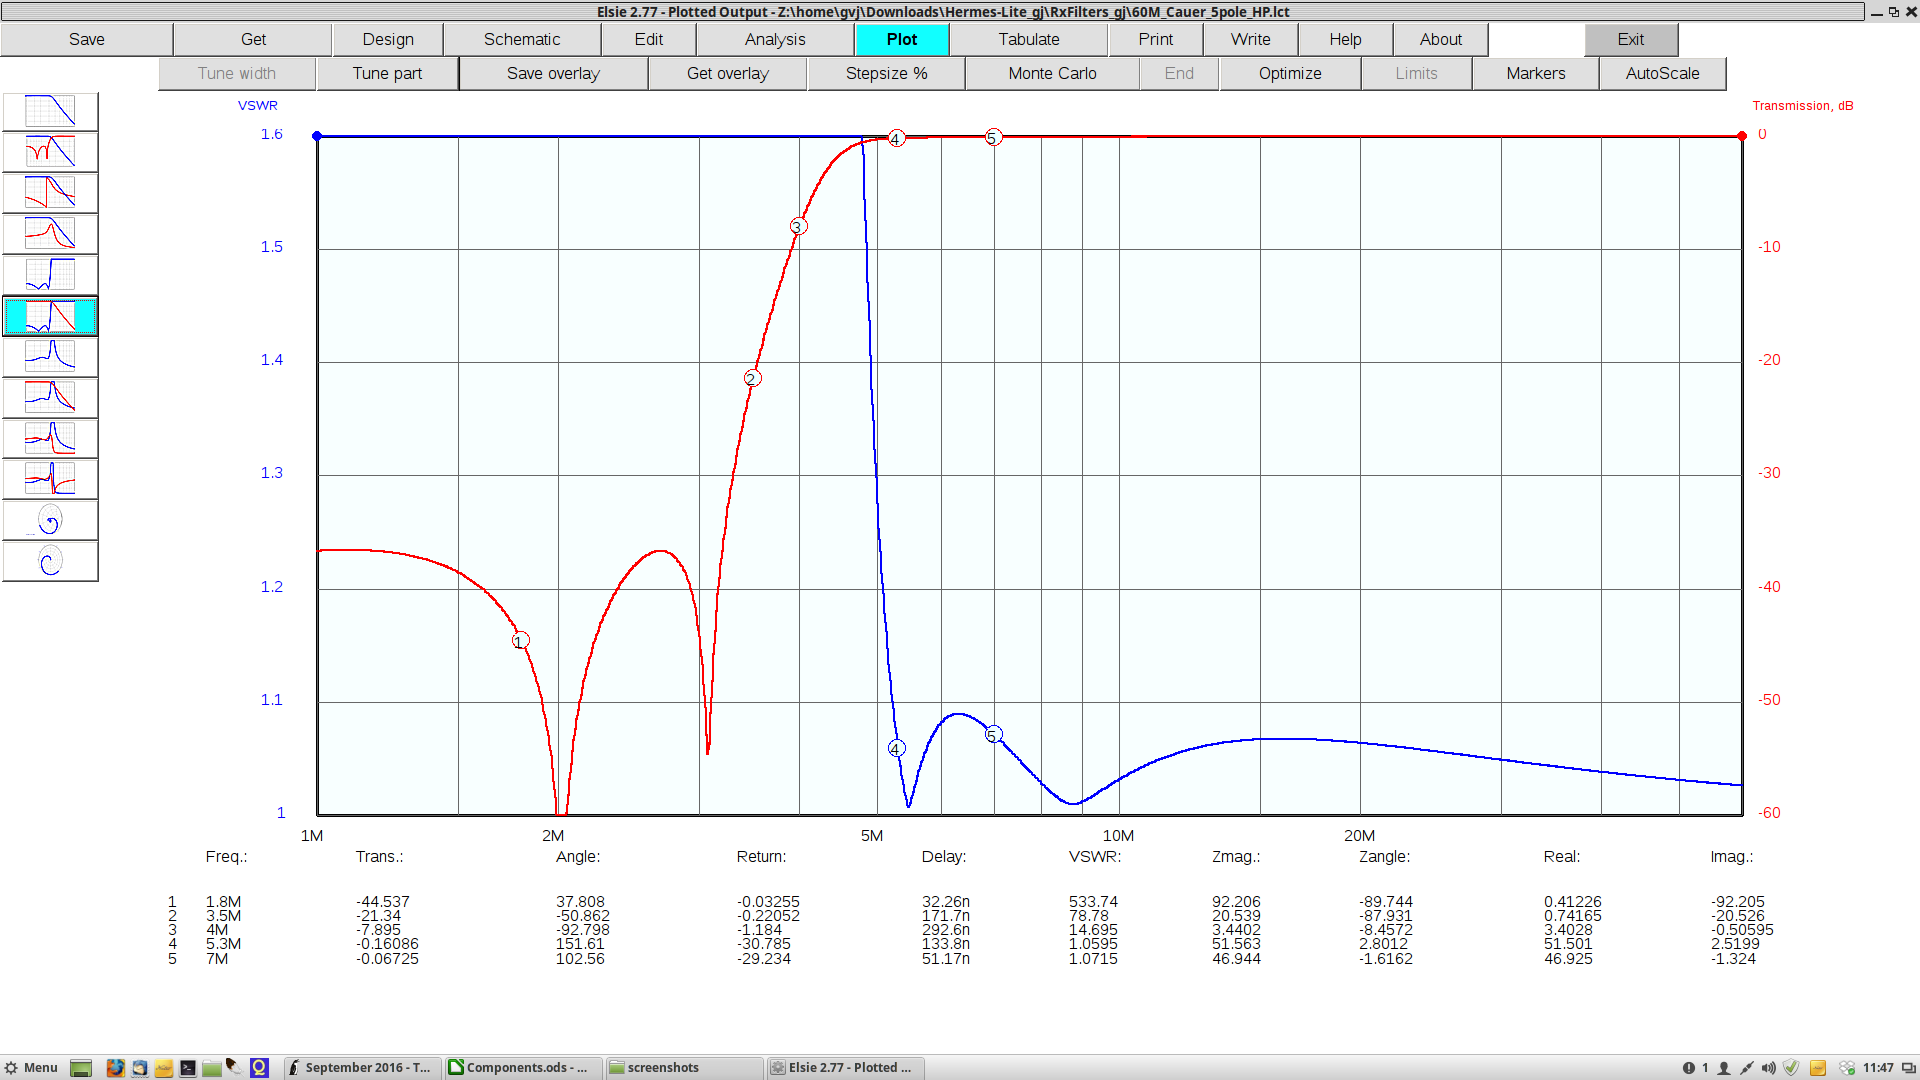 Elsie 2.77 - Plotted Output - Z:\home\gvj\Downloads\Hermes-Lite_gj\RxFilters_gj\60M_Cauer_5pole_HP.lct
Save Get Design Schematic Edit Analysis Plot Tabulate Print Write Help About Exit
Tune width Tune part Save overlay Get overlay Stepsize % Monte Carlo End Optimize Limits Markers AutoScale
VSWR Transmission, dB
1.6 4 5 0
3
1.5 -10
1.4 -20
2
1.3 -30
1.2 -40
1
1.1 -50
5
4
1 -60
1M 2M 5M 10M 20M
Freq.: Trans.: Angle: Return: Delay: VSWR: Zmag.: Zangle: Real: Imag.:
1 1.8M -44.537 37.808 -0.03255 32.26n 533.74 92.206 -89.744 0.41226 -92.205
2 3.5M -21.34 -50.862 -0.22052 171.7n 78.78 20.539 -87.931 0.74165 -20.526
3 4M -7.895 -92.798 -1.184 292.6n 14.695 3.4402 -8.4572 3.4028 -0.50595
4 5.3M -0.16086 151.61 -30.785 133.8n 1.0595 51.563 2.8012 51.501 2.5199
5 7M -0.06725 102.56 -29.234 51.17n 1.0715 46.944 -1.6162 46.925 -1.324
Menu September 2016 - T... Components.ods - ... screenshots Elsie 2.77 - Plotted ... 1 11:47